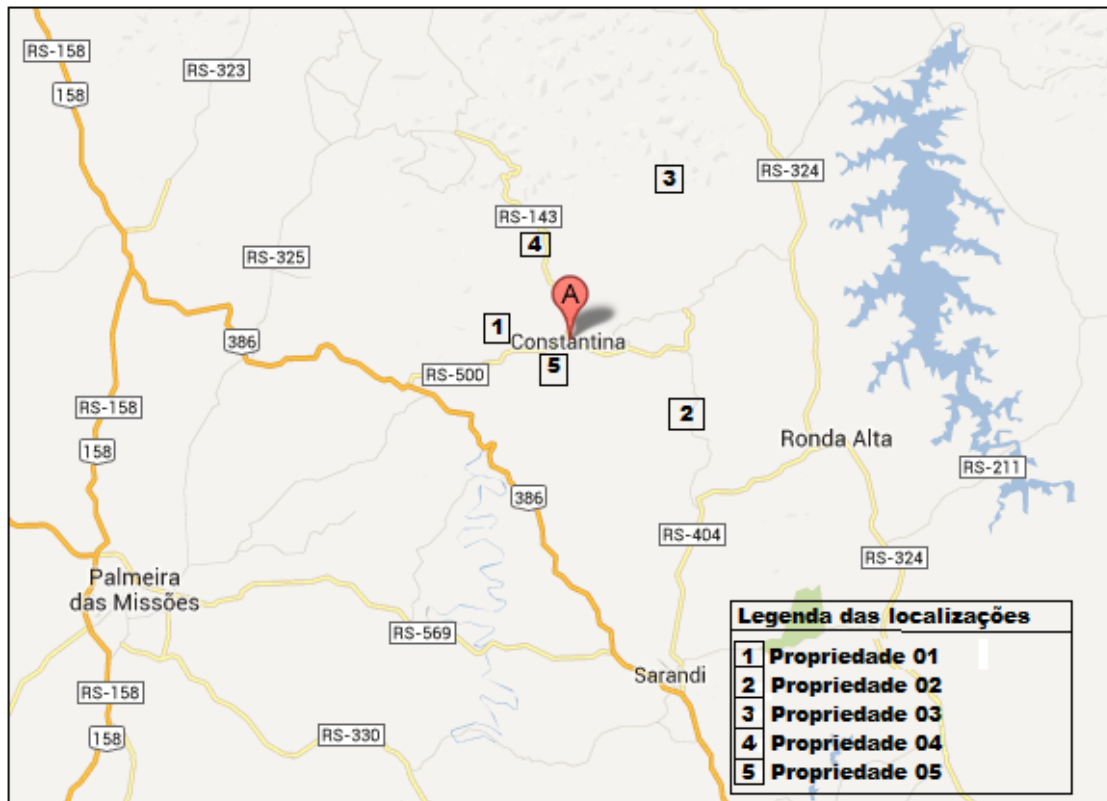 RS-158
RS-323
158
RS-324
3
RS-143
4
RS-325
A
1
Constantina
386
5
RS-500
RS-158
2
Ronda Alta
158
RS-211
386
RS-404
RS-324
Palmeira
das Missões
RS-569
Sarandi
RS-158
RS-330
158
Legenda das localizações
1 Propriedade 01
2 Propriedade 02
3 Propriedade 03
4 Propriedade 04
5 Propriedade 05